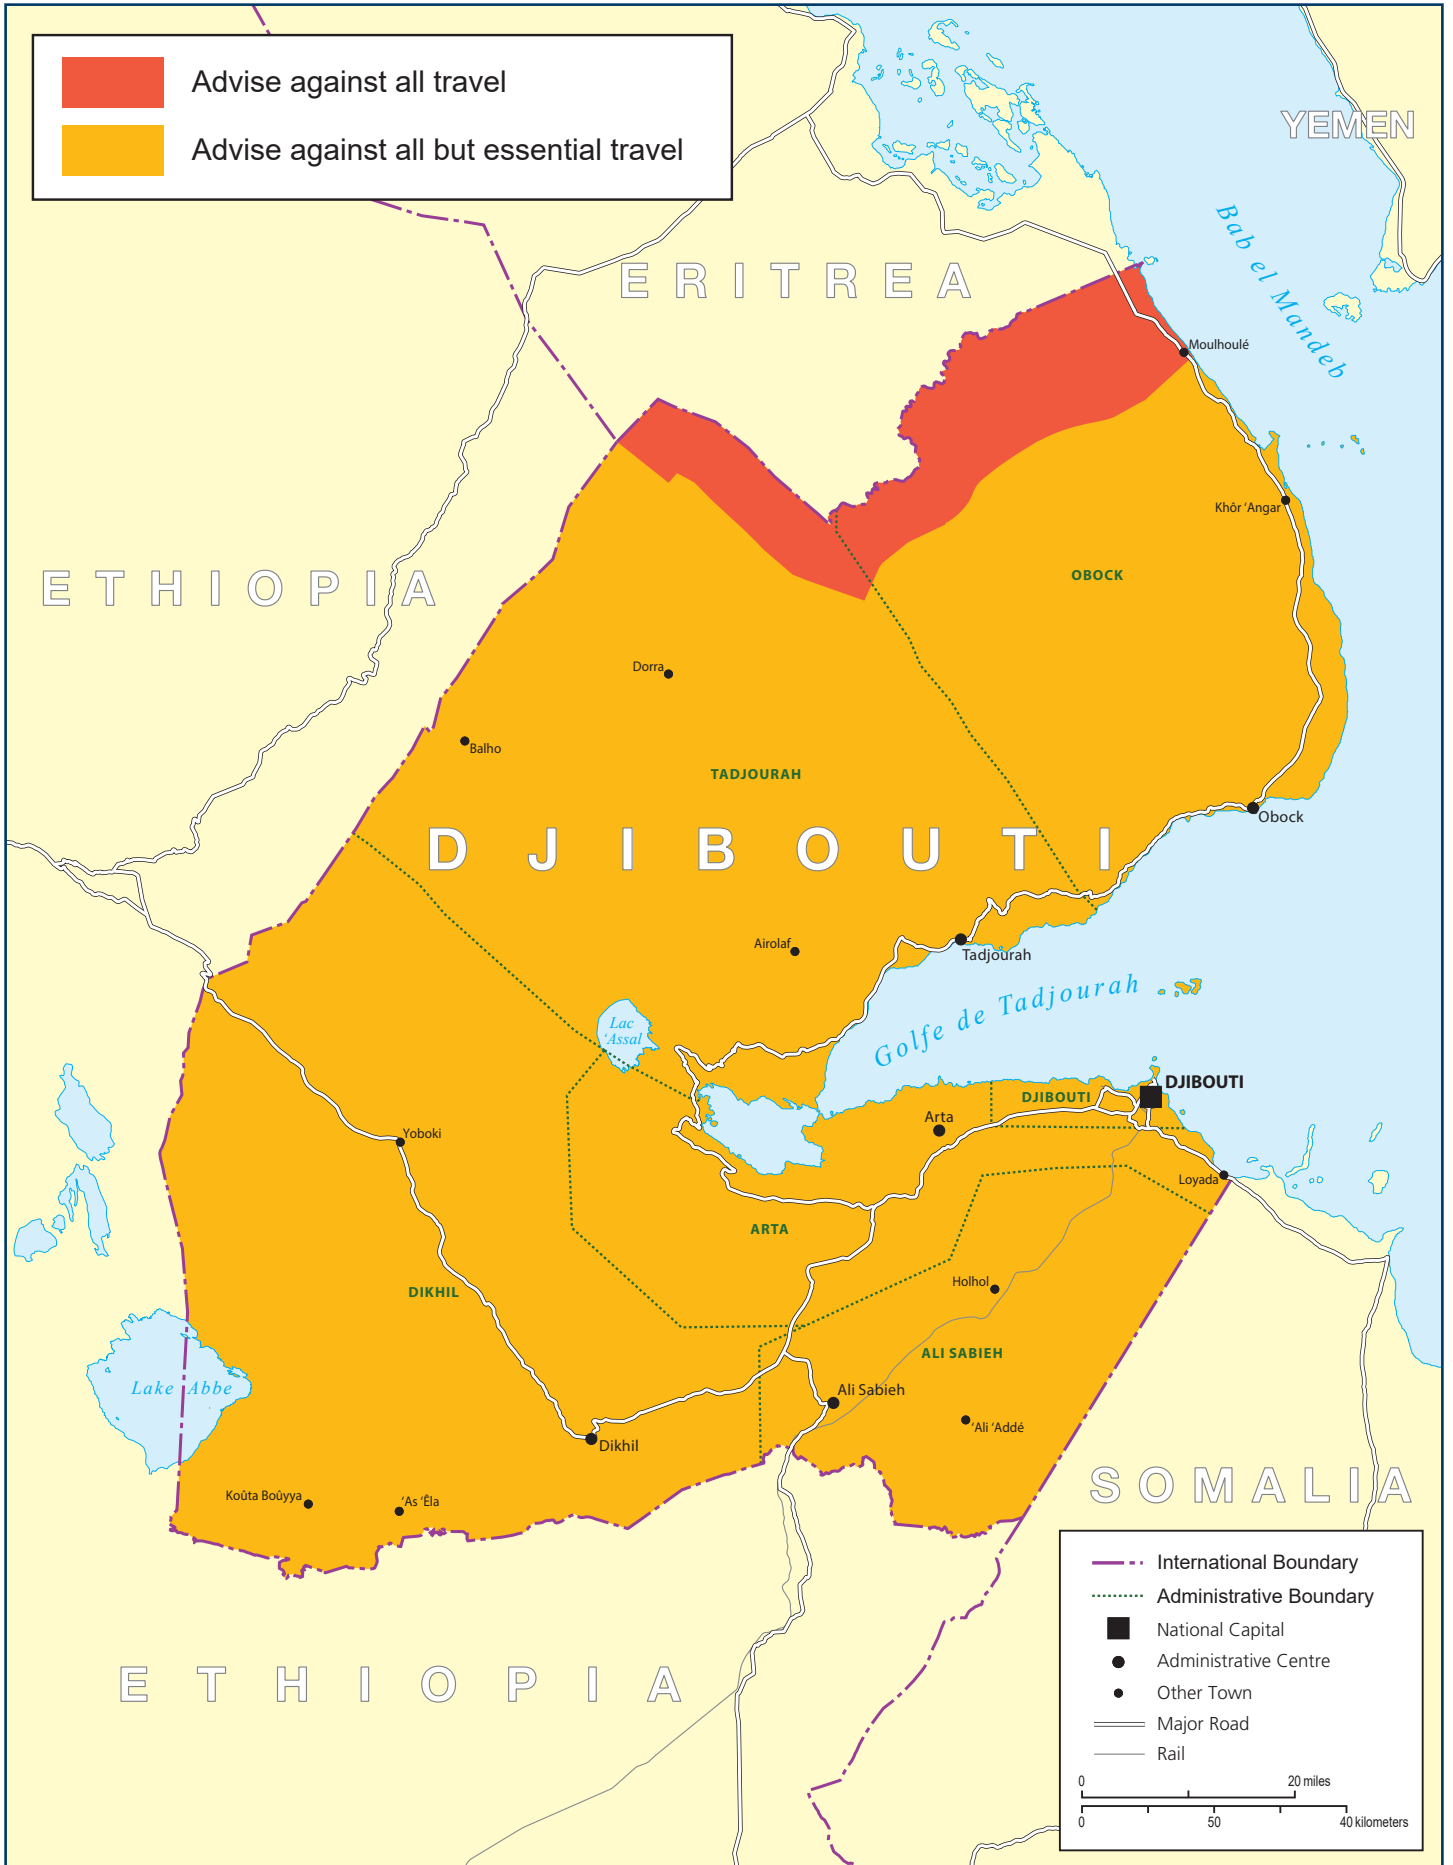 Advise against all travel
Advise against all but essential travel
YEMEN
Bab el Mandeb
ERITREA
Moulhoulé
Khôr ‘Angar
ETHIOPIA
OBOCK
Dorra
Balho
TADJOURAH
DJIBOUTI
Obock
Airolaf
Tadjourah
Golfe de Tadjourah
Lac
‘Assal
DJIBOUTI
DJIBOUTI
Arta
Yoboki
Loyada
ARTA
Holhol
DIKHIL
ALI SABIEH
Lake Abbe
Ali Sabieh
‘Ali ‘Addé
Dikhil
SOMALIA
Koûta Boûyya
‘As ‘Êla
ETHIOPIA
International Boundary
Administrative Boundary
National Capital
Administrative Centre
Other Town
Major Road
Rail
0 20 miles
0 50 40 kilometers